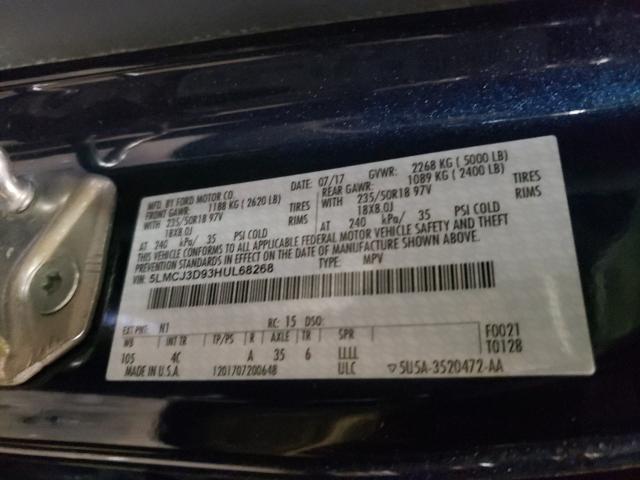 MFD. BY FORD MOTOR CO.
DATE: 07/17 GVWR: 2268 KG ( 5000 LB)
FRONT GAWR: 1188 KG ( 2620 LB) REAR GAWR: 1089 KG ( 2400 LB)
WITH 235/50R18 97V TIRES WITH 235/50R18 97V TIRES
18X8.0J RIMS 18X8.0J RIMS
AT 240 kPa/ 35 PSI COLD AT 240 kPa/ 35 PSI COLD
THIS VEHICLE CONFORMS TO ALL APPLICABLE FEDERAL MOTOR VEHICLE SAFETY AND THEFT
PREVENTION STANDARDS IN EFFECT ON THE DATE OF MANUFACTURE SHOWN ABOVE.
VIN: 5LMCJ3D93HUL68268 TYPE: MPV
EXT PNT: N1 RC: 15 DSO: F0021
WB TP/PS R AXLE TR SPR T0128
105 4C A 35 6 LLLL
MADE IN U.S.A. 1201707200648 ULC 5U5A-3520472-AA